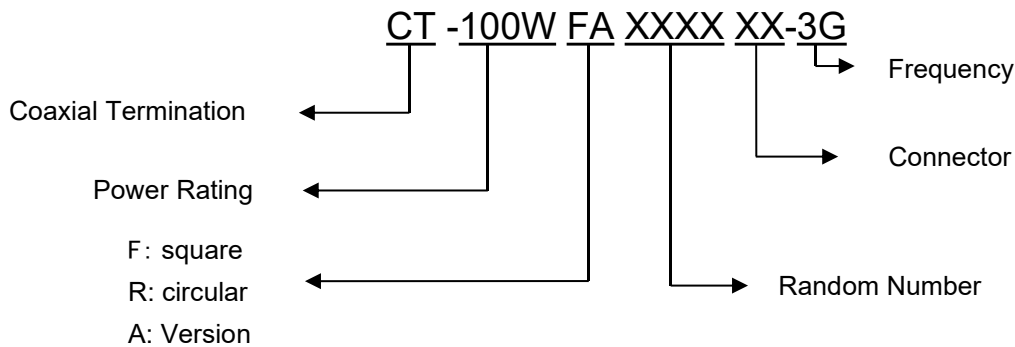 CT -100W FA XXXX XX-3G
Frequency
Coaxial Termination
Connector
Power Rating
F: square
R: circular
Random Number
A: Version